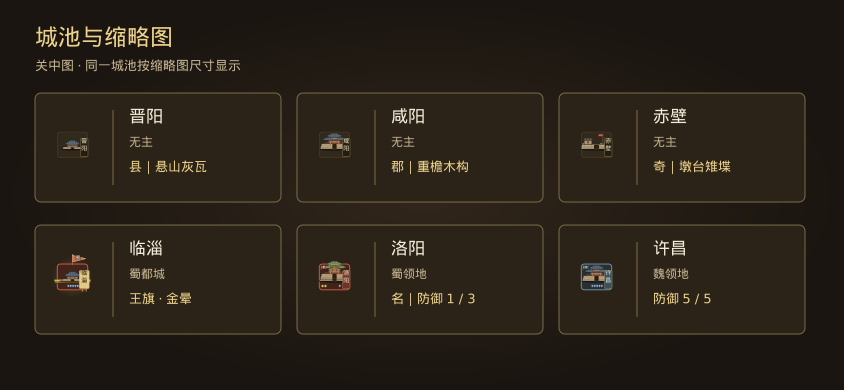 城池与缩略图
关中图 · 同一城池按缩略图尺寸显示
晋阳
无主
县 | 悬山灰瓦
咸阳
无主
郡 | 重檐木构
赤壁
无主
奇 | 墩台雉堞
临淄
蜀都城
王旗 · 金晕
洛阳
蜀领地
名 | 防御 1 / 3
许昌
魏领地
防御 5 / 5